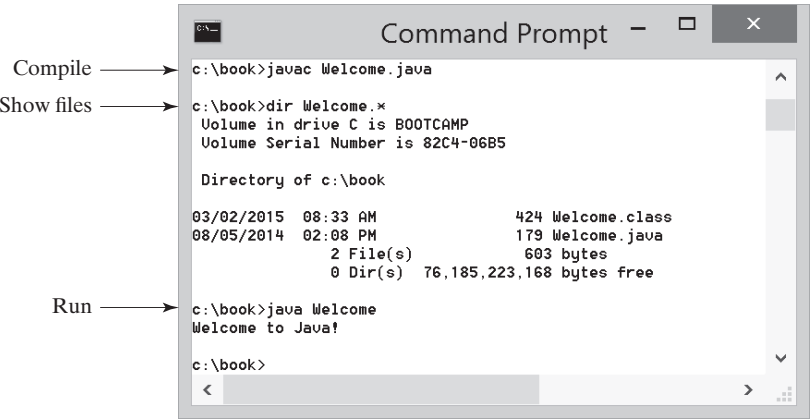 Command Prompt
Compile
c:\book>javac Welcome.java
Show files
c:\book>dir Welcome.*
Volume in drive C is BOOTCAMP
Volume Serial Number is 82C4-06B5
Directory of c:\book
03/02/2015 08:33 AM 424 Welcome.class
08/05/2014 02:08 PM 179 Welcome.java
2 File(s) 603 bytes
0 Dir(s) 76,185,223,168 bytes free
Run
c:\book>java Welcome
Welcome to Java!
c:\book>